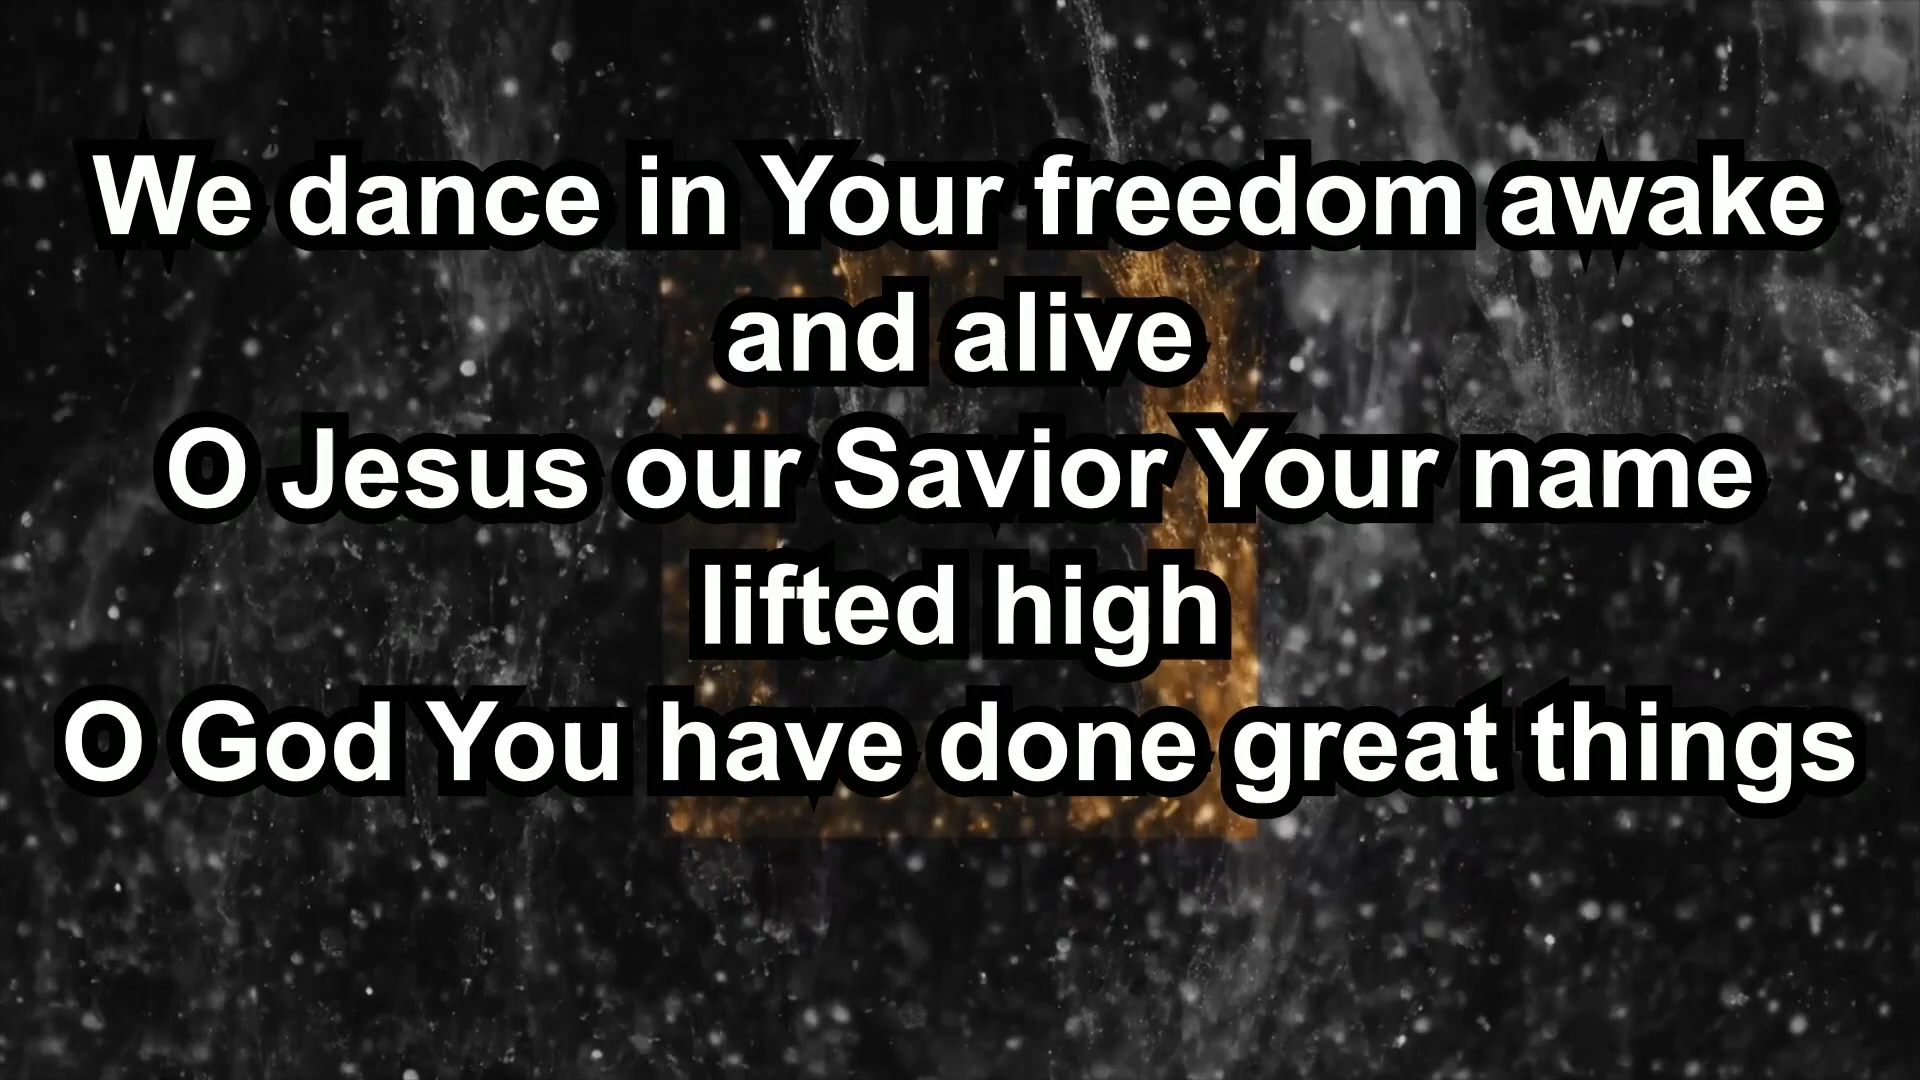 We dance in Your freedom awake
and alive
O Jesus our Savior Your name
lifted high
O God You have done great things